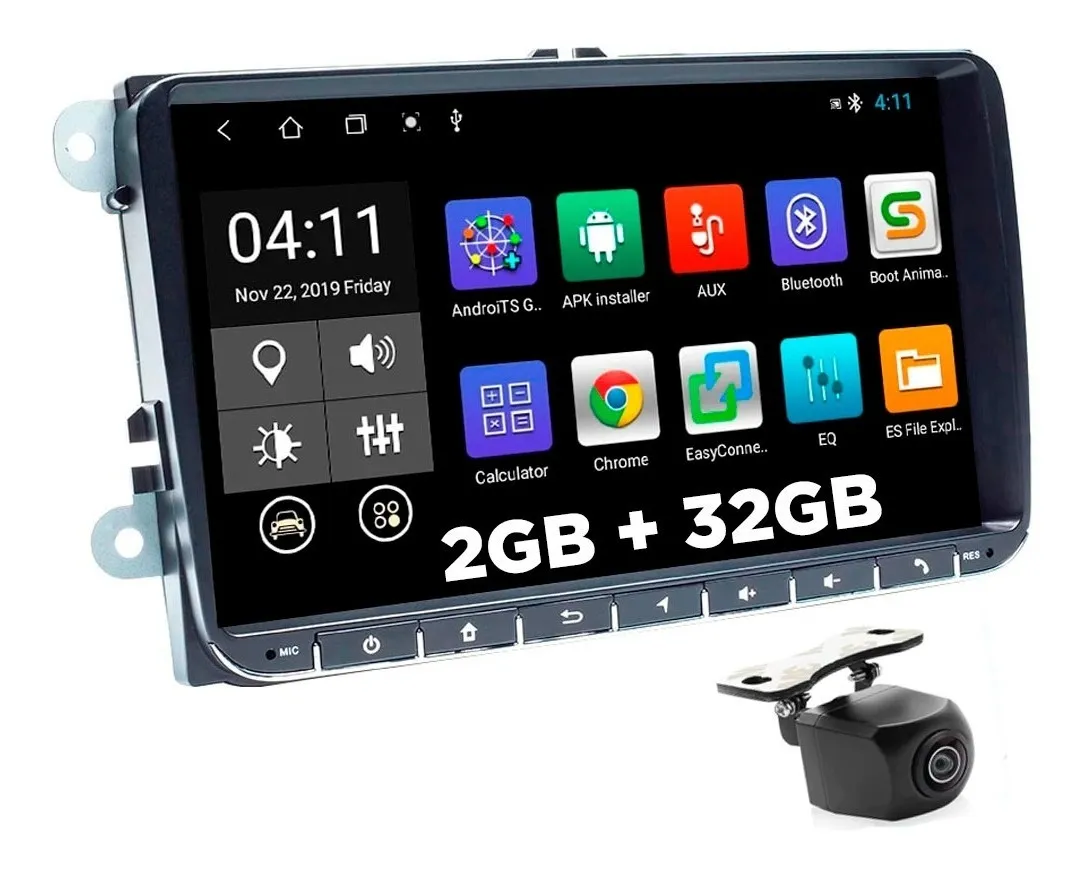 4:11
04:11
Nov 22, 2019 Friday
AndroiTS G..
APK installer
AUX
Bluetooth
Boot Anima..
Calculator
Chrome
EasyConne..
EQ
ES File Expl..
2GB + 32GB
MIC
RES